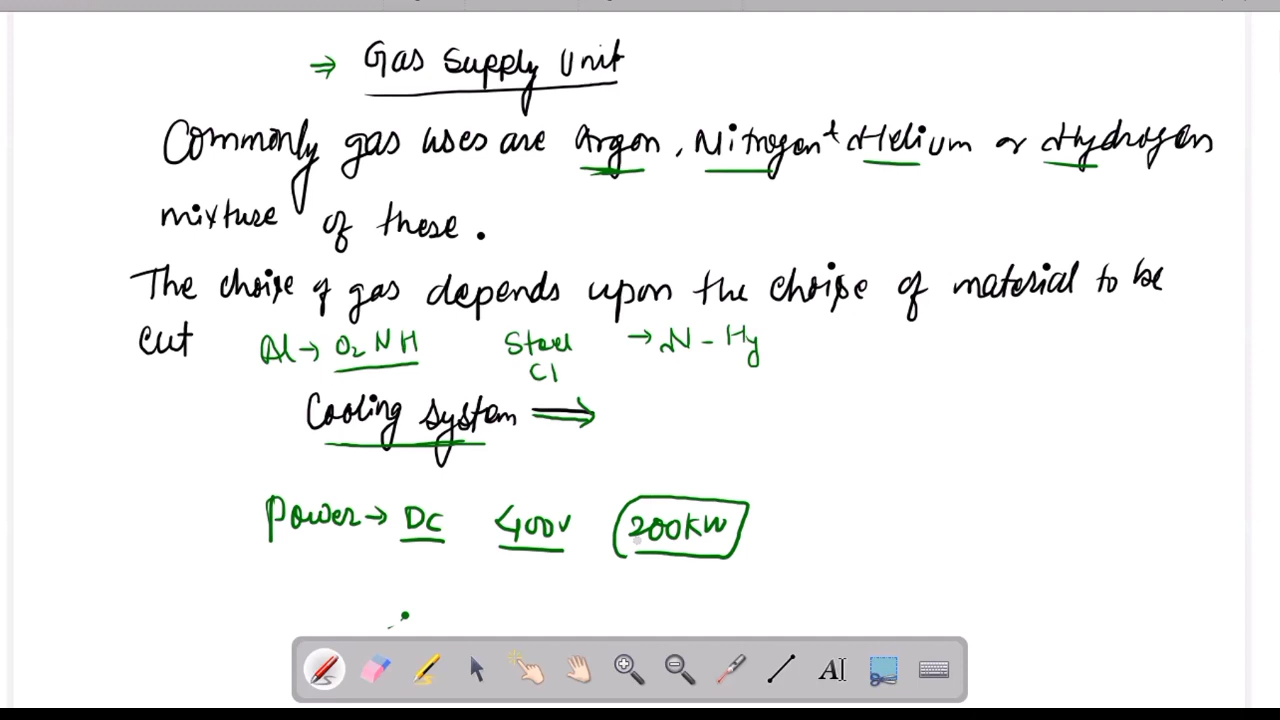 ⇒ Gas Supply Unit
Commonly gas uses are Argon, Nitrogen + Helium or Hydrogen
mixture of these.
The choise of gas depends upon the choise of material to be
cut Al → O2 NH Steel → N - Hy
CI
Cooling system ⇒
Power → DC 400V 200KW
AI